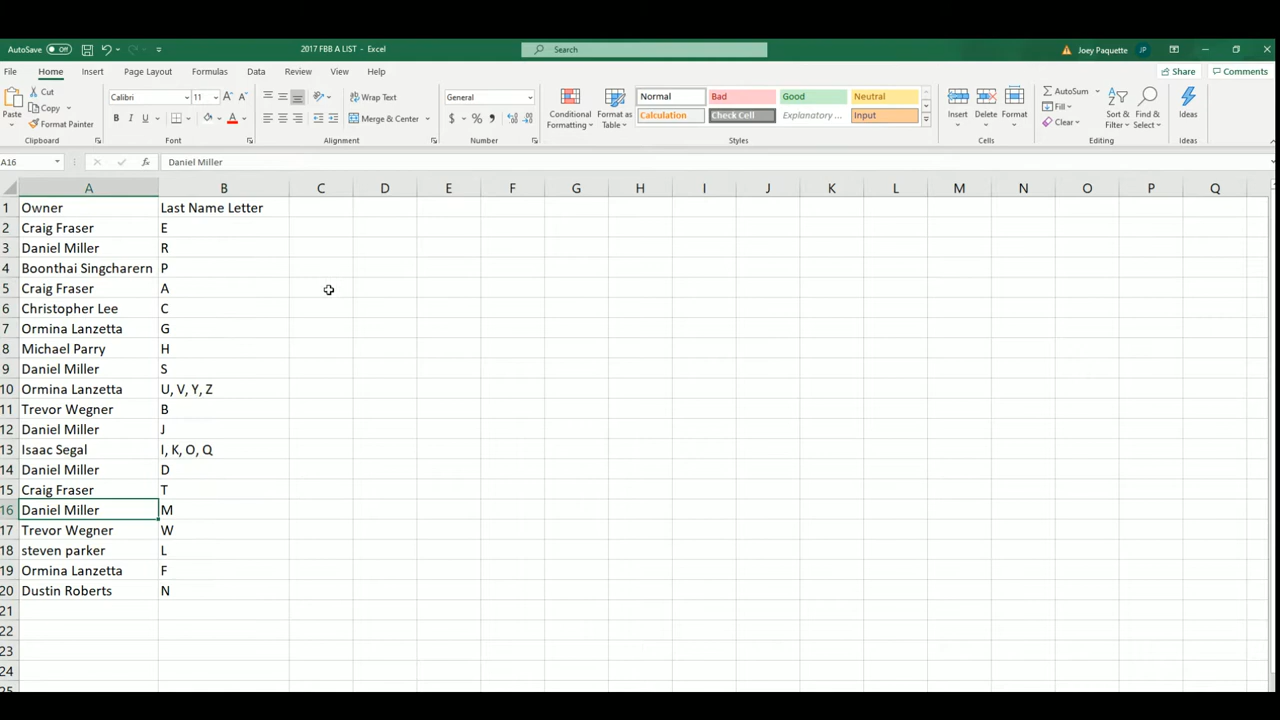 AutoSave Off 2017 FBB A LIST - Excel Search Joey Paquette JP
File Home Insert Page Layout Formulas Data Review View Help Share Comments
Paste Cut Copy Format Painter Clipboard
Calibri 11 A A B I U A Font
Wrap Text Merge & Center Alignment
General $ % , Number
Conditional Formatting Format as Table Normal Bad Good Neutral Calculation Check Cell Explanatory ... Input Styles
Insert Delete Format Cells
AutoSum Fill Clear Sort & Filter Find & Select Editing
Ideas Ideas
A16 fx Daniel Miller
A B C D E F G H I J K L M N O P Q
1 Owner Last Name Letter
2 Craig Fraser E
3 Daniel Miller R
4 Boonthai Singcharern P
5 Craig Fraser A
6 Christopher Lee C
7 Ormina Lanzetta G
8 Michael Parry H
9 Daniel Miller S
10 Ormina Lanzetta U, V, Y, Z
11 Trevor Wegner B
12 Daniel Miller J
13 Isaac Segal I, K, O, Q
14 Daniel Miller D
15 Craig Fraser T
16 Daniel Miller M
17 Trevor Wegner W
18 steven parker L
19 Ormina Lanzetta F
20 Dustin Roberts N
21
22
23
24
25